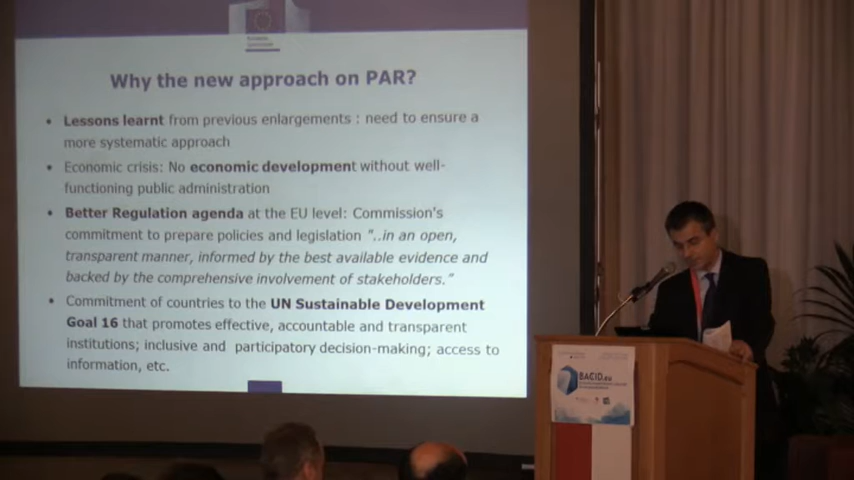 European
Commission
Why the new approach on PAR?
• Lessons learnt from previous enlargements : need to ensure a
more systematic approach
• Economic crisis: No economic development without well-
functioning public administration
• Better Regulation agenda at the EU level: Commission's
commitment to prepare policies and legislation "..in an open,
transparent manner, informed by the best available evidence and
backed by the comprehensive involvement of stakeholders."
• Commitment of countries to the UN Sustainable Development
Goal 16 that promotes effective, accountable and transparent
institutions; inclusive and participatory decision-making; access to
information, etc.
BACID.eu